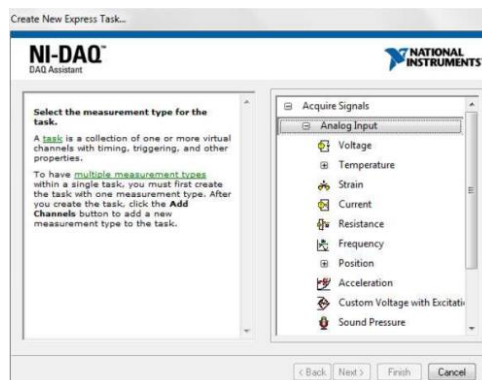 Create New Express Task...
NI-DAQ™
DAQ Assistant
NATIONAL
INSTRUMENTS
Select the measurement type for the
task.
A task is a collection of one or more virtual
channels with timing, triggering, and other
properties.
To have multiple measurement types
within a single task, you must first create
the task with one measurement type. After
you create the task, click the Add
Channels button to add a new
measurement type to the task.
Acquire Signals
Analog Input
Voltage
Temperature
Strain
Current
Resistance
Frequency
Position
Acceleration
Custom Voltage with Excitati
Sound Pressure
< Back Next > Finish Cancel